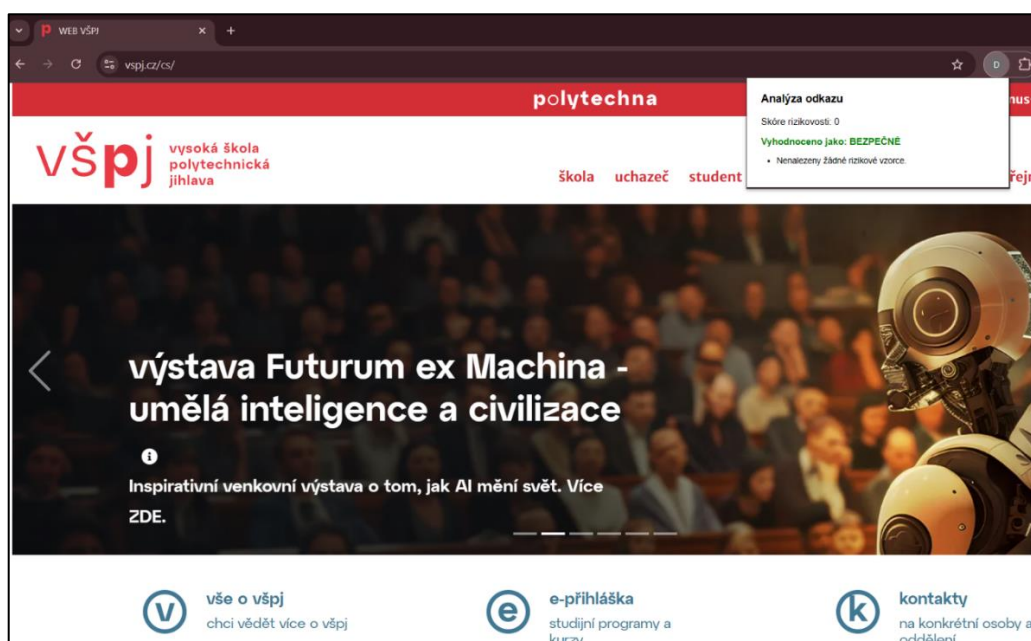 WEB VŠPJ
vspj.cz/cs/
D
polytechna
Analýza odkazu
Skóre rizikovosti: 0
Vyhodnoceno jako: BEZPEČNÉ
Nenalezeny žádné rizikové vzorce.
všpj
vysoká škola
polytechnická
jihlava
škola uchazeč student
výstava Futurum ex Machina -
umělá inteligence a civilizace
Inspirativní venkovní výstava o tom, jak AI mění svět. Více
ZDE.
v
vše o všpj
chci vědět více o všpj
e
e-přihláška
studijní programy a
kurzy
k
kontakty
na konkrétní osoby
oddělení